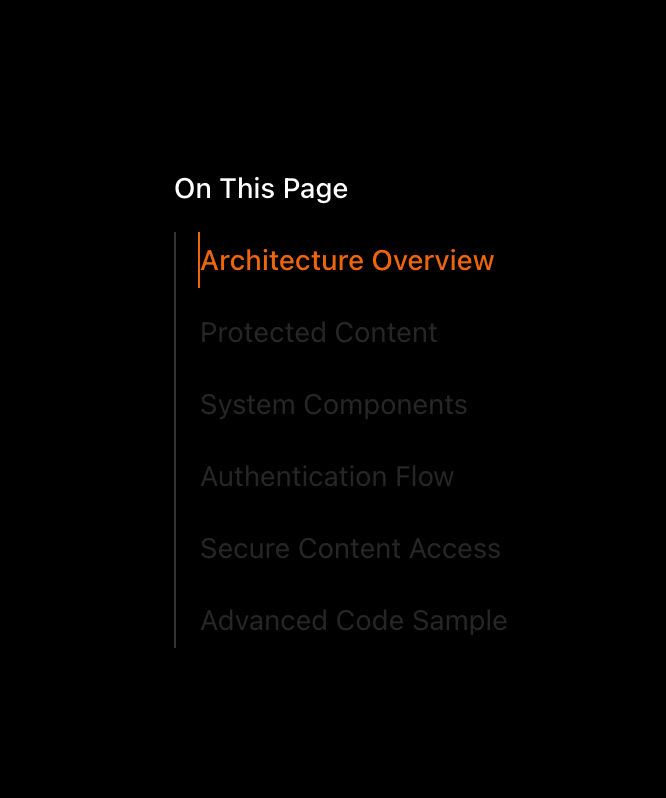 On This Page
Architecture Overview
Protected Content
System Components
Authentication Flow
Secure Content Access
Advanced Code Sample